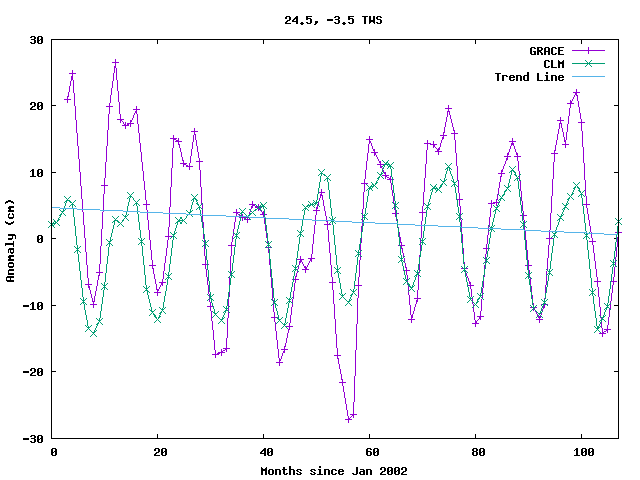 24.5, -3.5 TWS
GRACE
CLM
Trend Line
30
20
10
0
-10
-20
-30
Anomaly (cm)
0 20 40 60 80 100
Months since Jan 2002